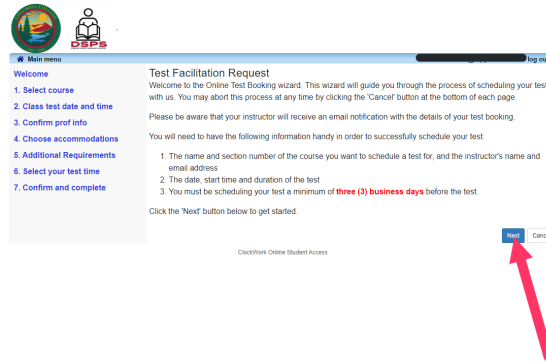 DSPS
Main menu
log ou
Welcome
1. Select course
2. Class test date and time
3. Confirm prof info
4. Choose accommodations
5. Additional Requirements
6. Select your test time
7. Confirm and complete
Test Facilitation Request
Welcome to the Online Test Booking wizard. This wizard will guide you through the process of scheduling your test
with us. You may abort this process at any time by clicking the 'Cancel' button at the bottom of each page.
Please be aware that your instructor will receive an email notification with the details of your test booking.
You will need to have the following information handy in order to successfully schedule your test:
1. The name and section number of the course you want to schedule a test for, and the instructor's name and
email address
2. The date, start time and duration of the test
3. You must be scheduling your test a minimum of three (3) business days before the test.
Click the 'Next' button below to get started.
Next
Canc
ClockWork Online Student Access